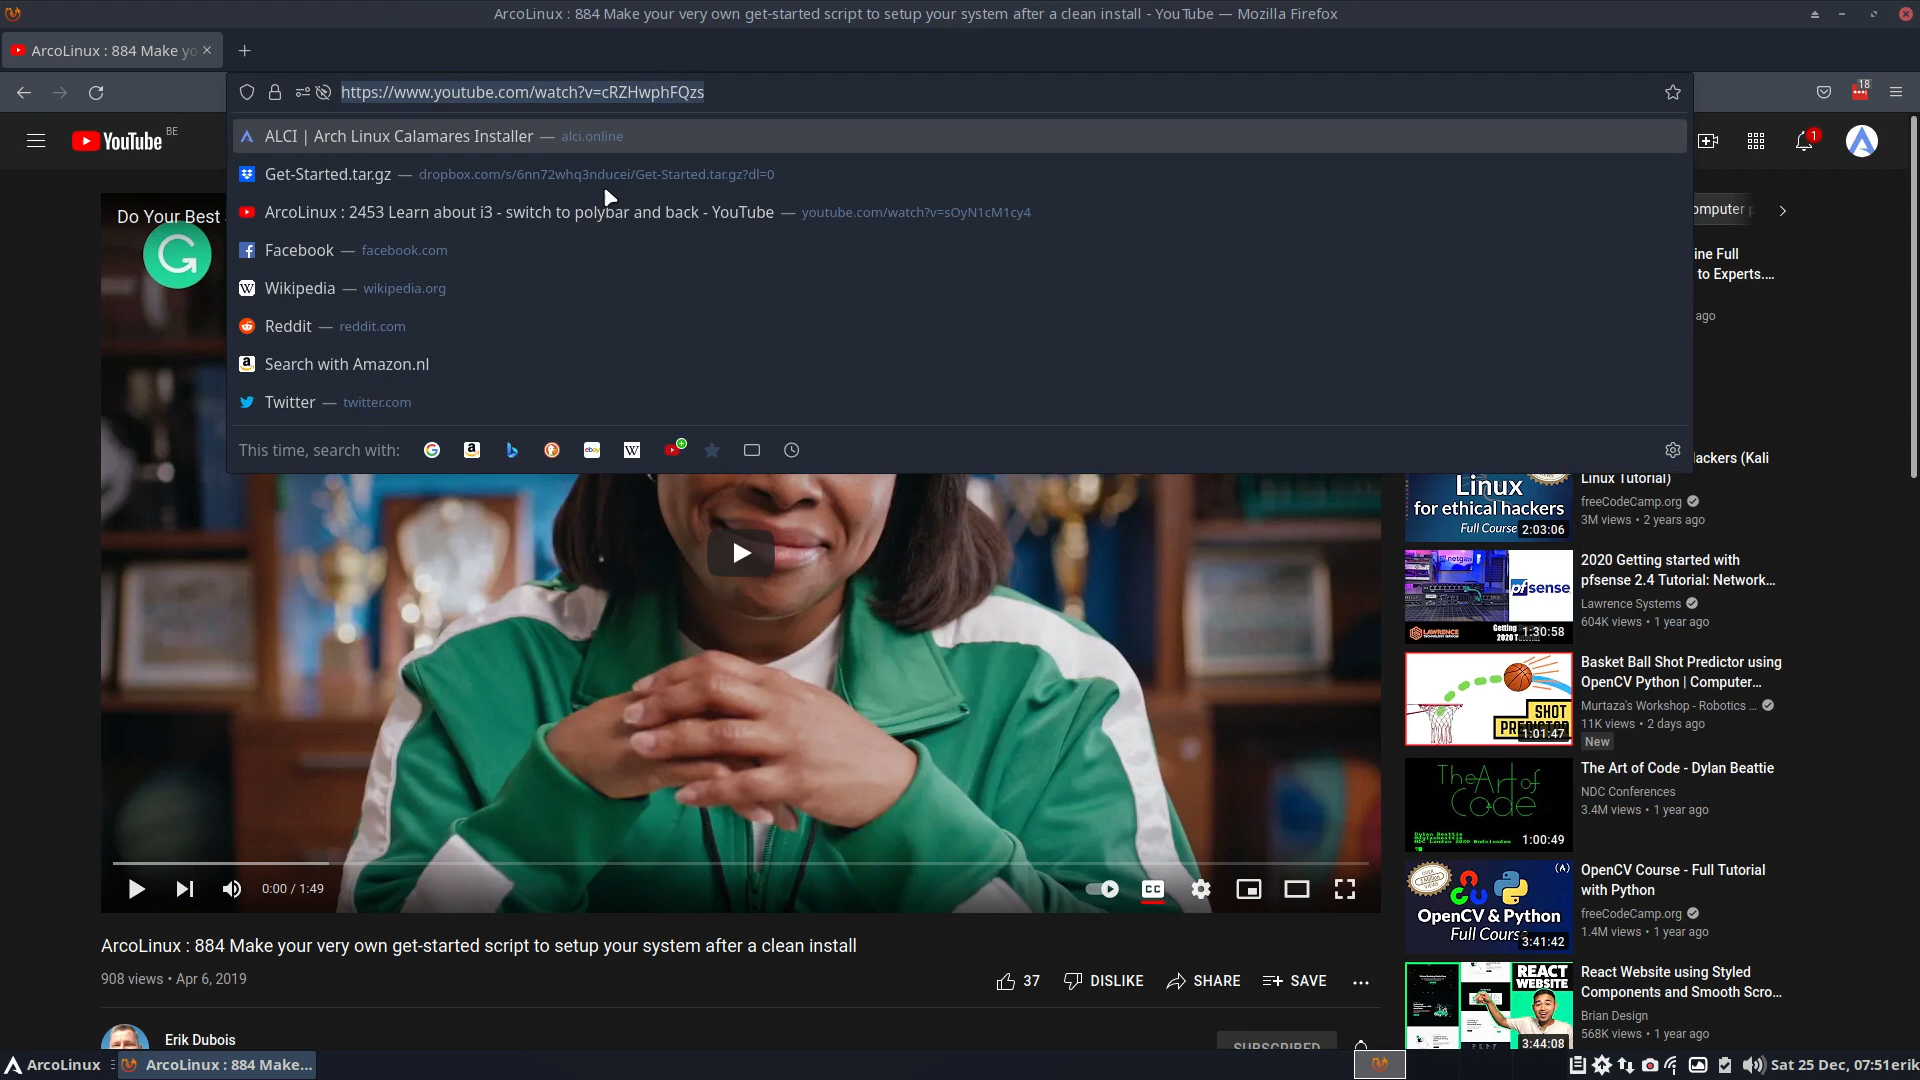 ArcoLinux : 884 Make your very own get-started script to setup your system after a clean install - YouTube — Mozilla Firefox
ArcoLinux : 884 Make yo
https://www.youtube.com/watch?v=cRZHwphFQzs
18
YouTube BE
1
ALCI | Arch Linux Calamares Installer — alci.online
Get-Started.tar.gz — dropbox.com/s/6nn72whq3nducei/Get-Started.tar.gz?dl=0
ArcoLinux : 2453 Learn about i3 - switch to polybar and back - YouTube — youtube.com/watch?v=sOyN1cM1cy4
Facebook — facebook.com
Wikipedia — wikipedia.org
Reddit — reddit.com
Search with Amazon.nl
Twitter — twitter.com
This time, search with:
ebay
Do Your Best
omputer p
ine Full
to Experts....
ago
ackers (Kali
Linux Tutorial)
freeCodeCamp.org
3M views • 2 years ago
Linux
for ethical hackers
Full Course
2:03:06
2020 Getting started with
pfsense 2.4 Tutorial: Network...
Lawrence Systems
604K views • 1 year ago
netgate
pfsense
LAWRENCE
Getting
2020 T
1:30:58
Basket Ball Shot Predictor using
OpenCV Python | Computer...
Murtaza's Workshop - Robotics ...
11K views • 2 days ago
New
SHOT
PREDICTOR
1:01:47
The Art of Code - Dylan Beattie
NDC Conferences
3.4M views • 1 year ago
The Art of
Code
1:00:49
OpenCV Course - Full Tutorial
with Python
freeCodeCamp.org
1.4M views • 1 year ago
OpenCV & Python
Full Course
3:41:42
React Website using Styled
Components and Smooth Scro...
Brian Design
568K views • 1 year ago
REACT
WEBSITE
3:44:08
0:00 / 1:49
CC
ArcoLinux : 884 Make your very own get-started script to setup your system after a clean install
908 views • Apr 6, 2019
37
DISLIKE
SHARE
SAVE
Erik Dubois
SUBSCRIBED
ArcoLinux
ArcoLinux : 884 Make...
Sat 25 Dec, 07:51
erik